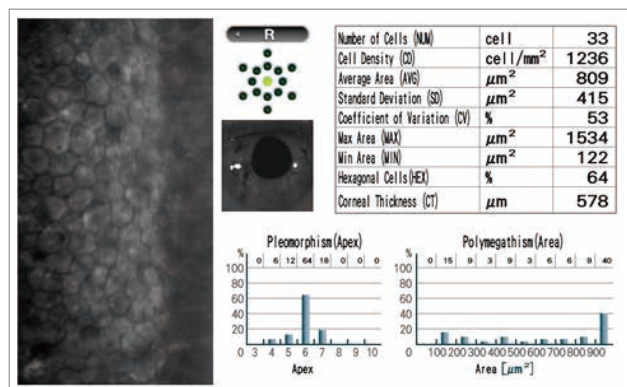 R
Number of Cells (NUM) cell 33
Cell Density (CD) cell/mm² 1236
Average Area (AVG) μm² 809
Standard Deviation (SD) μm² 415
Coefficient of Variation (CV) % 53
Max Area (MAX) μm² 1534
Min Area (MIN) μm² 122
Hexagonal Cells(HEX) % 64
Corneal Thickness (CT) μm 578
Pleomorphism(Apex)
%
0 6 12 64 18 0 0 0
100
80
60
40
20
0 3 4 5 6 7 8 9 10
Apex
Polymegathism(Area)
%
0 15 9 3 9 3 6 6 9 40
100
80
60
40
20
0 100 200 300 400 500 600 700 800 900
Area [μm²]